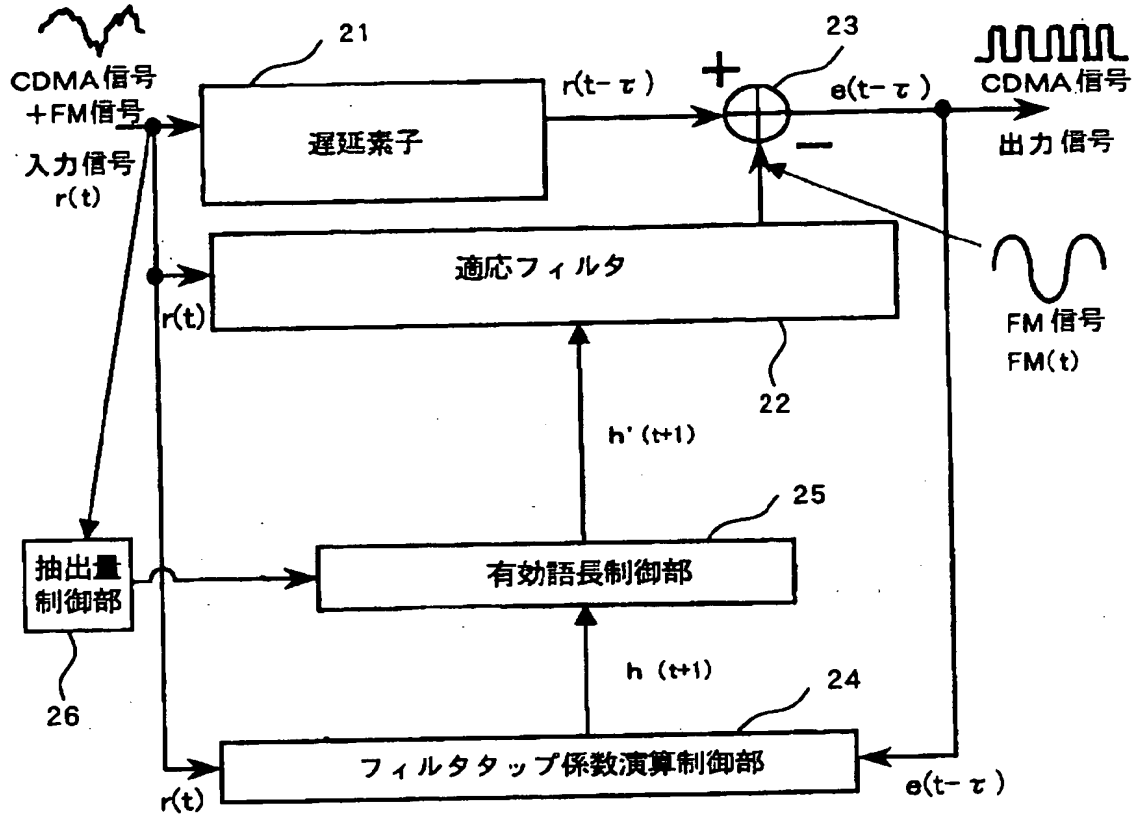 21
23
CDMA信号
+FM信号
入力信号
r(t)
遅延素子
r(t-τ)
+
e(t-τ)
−
CDMA信号
出力信号
適応フィルタ
r(t)
22
FM信号
FM(t)
h'(t+1)
25
抽出量
制御部
有効語長制御部
26
h(t+1)
24
フィルタタップ係数演算制御部
r(t)
e(t-τ)